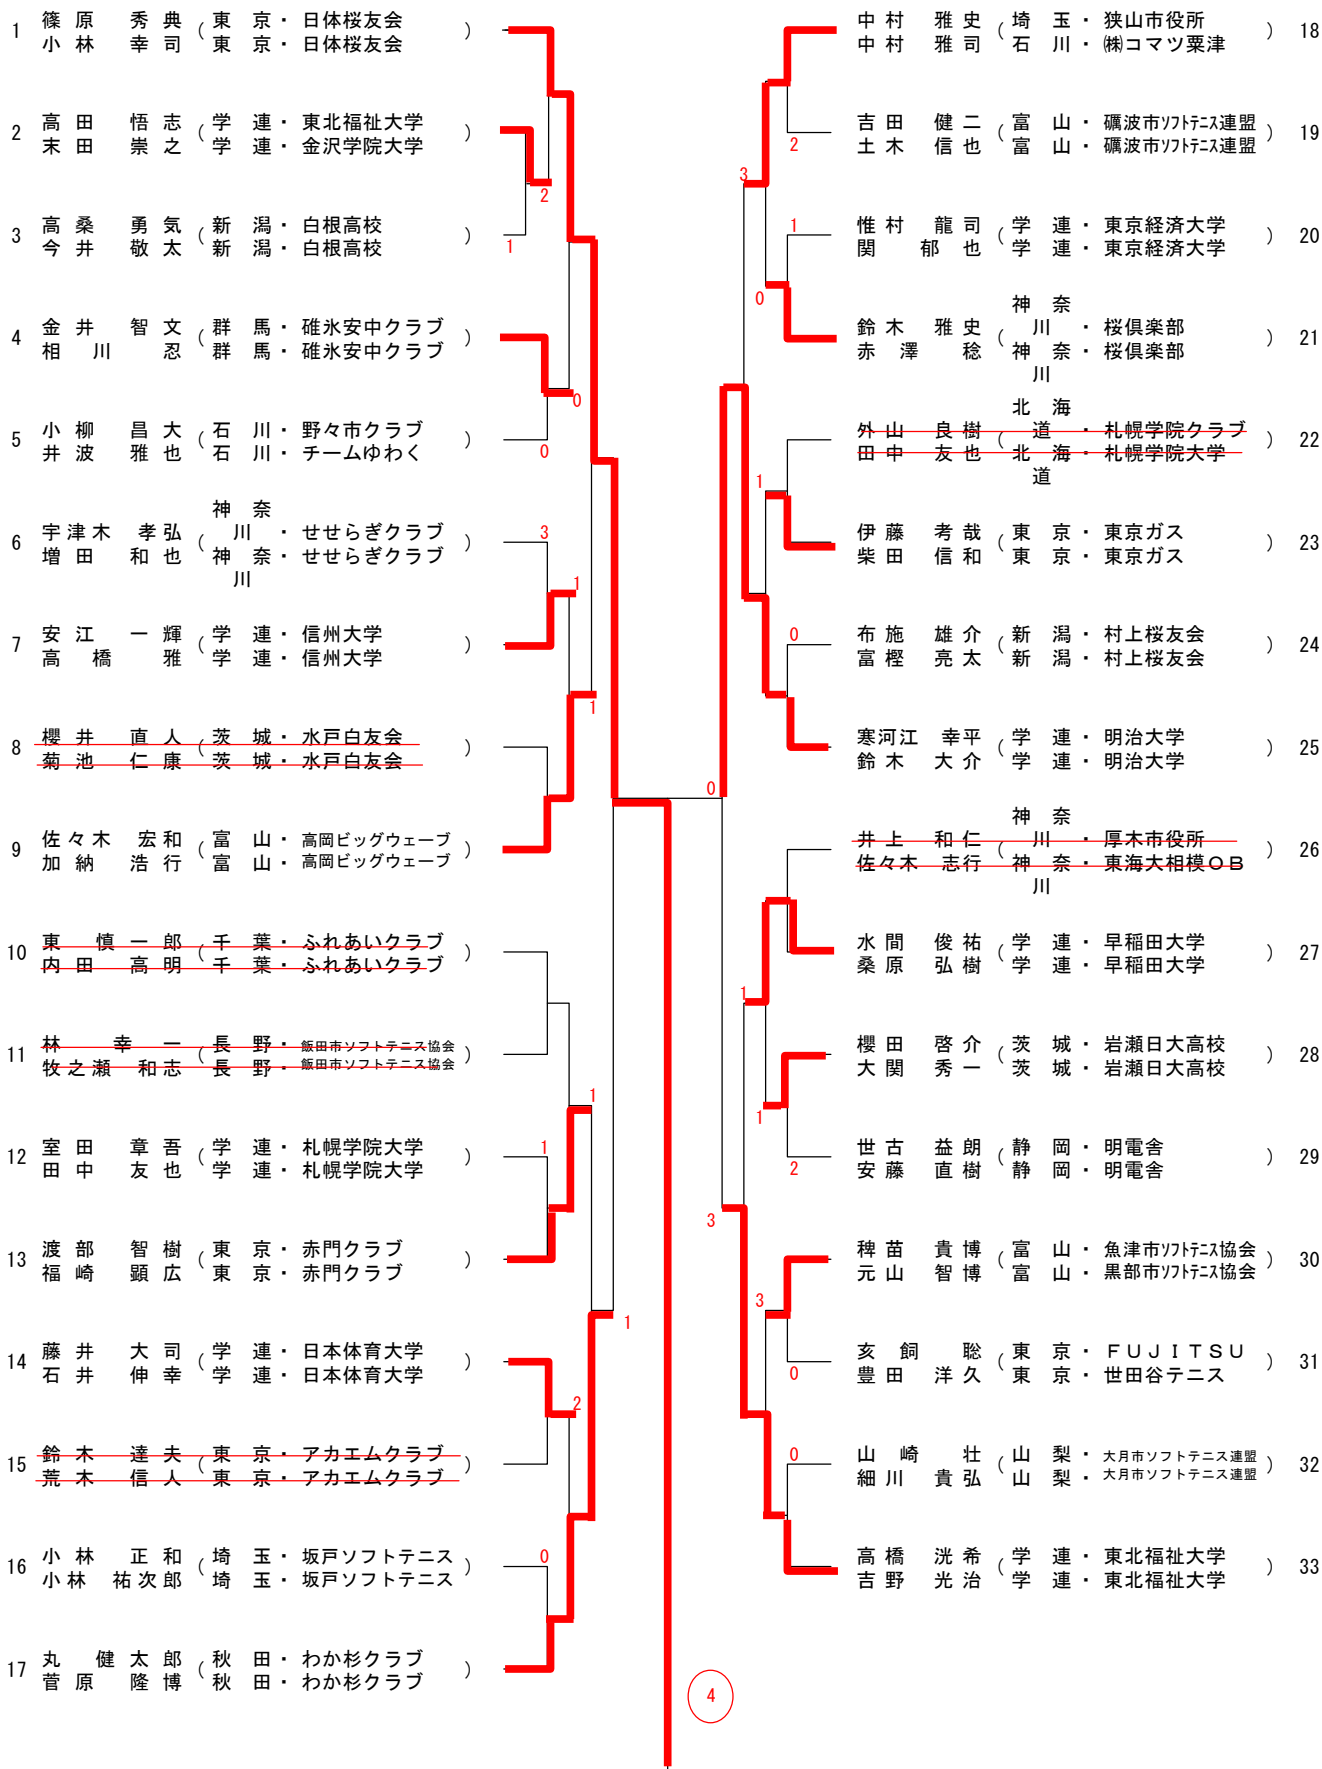 1 篠原 秀典 ( 東京・日体桜友会 )
小林 幸司 東京・日体桜友会
2 高田 悟志 ( 学連・東北福祉大学 )
末田 崇之 学連・金沢学院大学
2
3 高桑 勇気 ( 新潟・白根高校 )
今井 敬太 新潟・白根高校
1
4 金井 智文 ( 群馬・碓氷安中クラブ )
相川 忍 群馬・碓氷安中クラブ
0
5 小柳 昌大 ( 石川・野々市クラブ )
井波 雅也 石川・チームゆわく
0
6 宇津木 孝弘 ( 神奈川・せせらぎクラブ )
増田 和也 神奈川・せせらぎクラブ
3
1
7 安江 一輝 ( 学連・信州大学 )
高橋 雅 学連・信州大学
1
8 櫻井 直人 ( 茨城・水戸白友会 )
菊池 仁康 茨城・水戸白友会
9 佐々木 宏和 ( 富山・高岡ビッグウェーブ )
加納 浩行 富山・高岡ビッグウェーブ
10 東 慎一郎 ( 千葉・ふれあいクラブ )
内田 高明 千葉・ふれあいクラブ
11 林 幸一 ( 長野・飯田市ソフトテニス協会 )
牧之瀬 和志 長野・飯田市ソフトテニス協会
1
12 室田 章吾 ( 学連・札幌学院大学 )
田中 友也 学連・札幌学院大学
1
13 渡部 智樹 ( 東京・赤門クラブ )
福崎 顕広 東京・赤門クラブ
1
14 藤井 大司 ( 学連・日本体育大学 )
石井 伸幸 学連・日本体育大学
2
15 鈴木 達夫 ( 東京・アカエムクラブ )
荒木 信人 東京・アカエムクラブ
16 小林 正和 ( 埼玉・坂戸ソフトテニス )
小林 祐次郎 埼玉・坂戸ソフトテニス
0
17 丸 健太郎 ( 秋田・わか杉クラブ )
菅原 隆博 秋田・わか杉クラブ
中村 雅史 ( 埼玉・狭山市役所 ) 18
中村 雅司 石川・㈱コマツ粟津
吉田 健二 ( 富山・礪波市ソフトテニス連盟 ) 19
土木 信也 富山・礪波市ソフトテニス連盟
2
3
惟村 龍司 ( 学連・東京経済大学 ) 20
関 郁也 学連・東京経済大学
1
0
鈴木 雅史 ( 神奈川・桜倶楽部 ) 21
赤澤 稔 神奈川・桜倶楽部
外山 良樹 ( 北海道・札幌学院クラブ ) 22
田中 友也 北海道・札幌学院大学
1
伊藤 考哉 ( 東京・東京ガス ) 23
柴田 信和 東京・東京ガス
布施 雄介 ( 新潟・村上桜友会 ) 24
富樫 亮太 新潟・村上桜友会
0
寒河江 幸平 ( 学連・明治大学 ) 25
鈴木 大介 学連・明治大学
0
井上 和仁 ( 神奈川・厚木市役所 ) 26
佐々木 志行 神奈川・東海大相模OB
水間 俊祐 ( 学連・早稲田大学 ) 27
桑原 弘樹 学連・早稲田大学
1
櫻田 啓介 ( 茨城・岩瀬日大高校 ) 28
大関 秀一 茨城・岩瀬日大高校
1
世古 益朗 ( 静岡・明電舎 ) 29
安藤 直樹 静岡・明電舎
2
3
稗苗 貴博 ( 富山・魚津市ソフトテニス協会 ) 30
元山 智博 富山・黒部市ソフトテニス協会
3
亥飼 聡 ( 東京・FUJITSU ) 31
豊田 洋久 東京・世田谷テニス
0
山崎 壮 ( 山梨・大月市ソフトテニス連盟 ) 32
細川 貴弘 山梨・大月市ソフトテニス連盟
0
高橋 洸希 ( 学連・東北福祉大学 ) 33
吉野 光治 学連・東北福祉大学
4